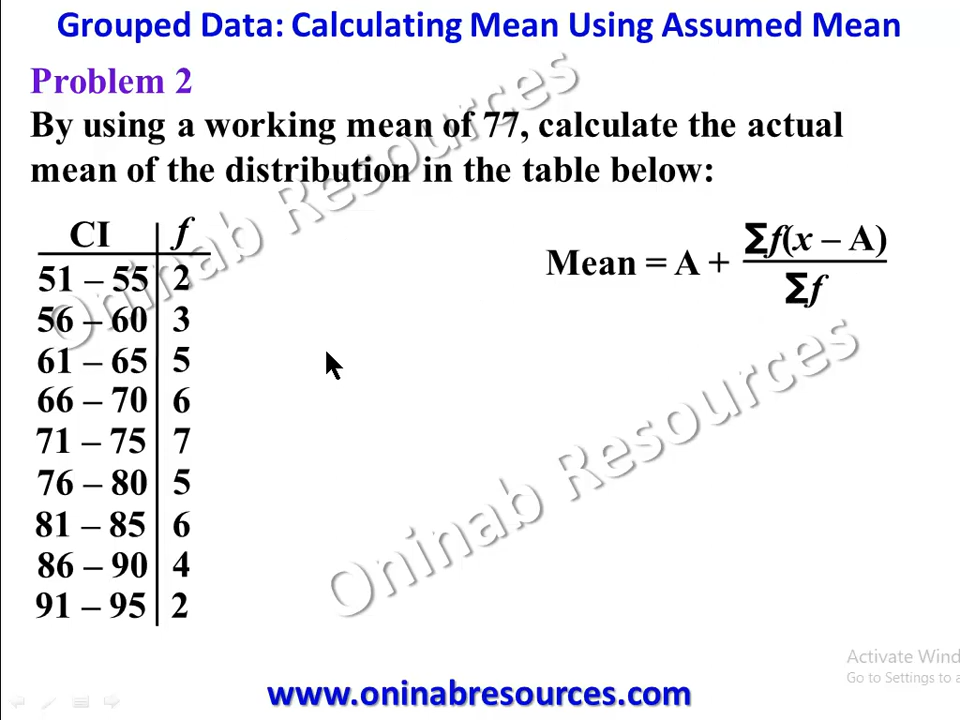 Grouped Data: Calculating Mean Using Assumed Mean
Problem 2
By using a working mean of 77, calculate the actual
mean of the distribution in the table below:
CI f
51 – 55 2
56 – 60 3
61 – 65 5
66 – 70 6
71 – 75 7
76 – 80 5
81 – 85 6
86 – 90 4
91 – 95 2
Mean = A + Σf(x – A)
Σf
Oninab Resources
Oninab Resources
Activate Wind
Go to Settings to a
www.oninabresources.com